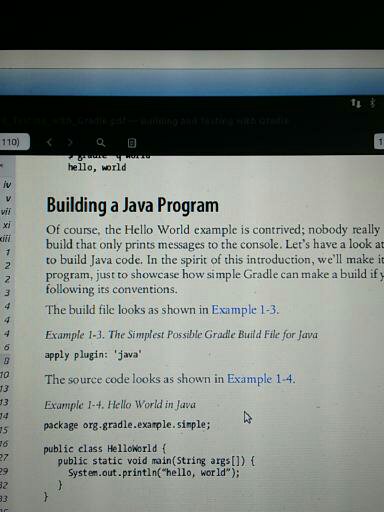 _Testing_with_Gradle.pdf — Building and Testing with Gradle
110)
1
hello, world
iv
v
vii
xi
xiii
1
2
2
3
4
4
4
6
8
10
13
13
14
15
16
27
29
32
33
Building a Java Program
Of course, the Hello World example is contrived; nobody really
build that only prints messages to the console. Let's have a look at
to build Java code. In the spirit of this introduction, we'll make it
program, just to showcase how simple Gradle can make a build if y
following its conventions.
The build file looks as shown in Example 1-3.
Example 1-3. The Simplest Possible Gradle Build File for Java
apply plugin: 'java'
The source code looks as shown in Example 1-4.
Example 1-4. Hello World in Java
package org.gradle.example.simple;
public class HelloWorld {
public static void main(String args[]) {
System.out.println("hello, world");
}
}